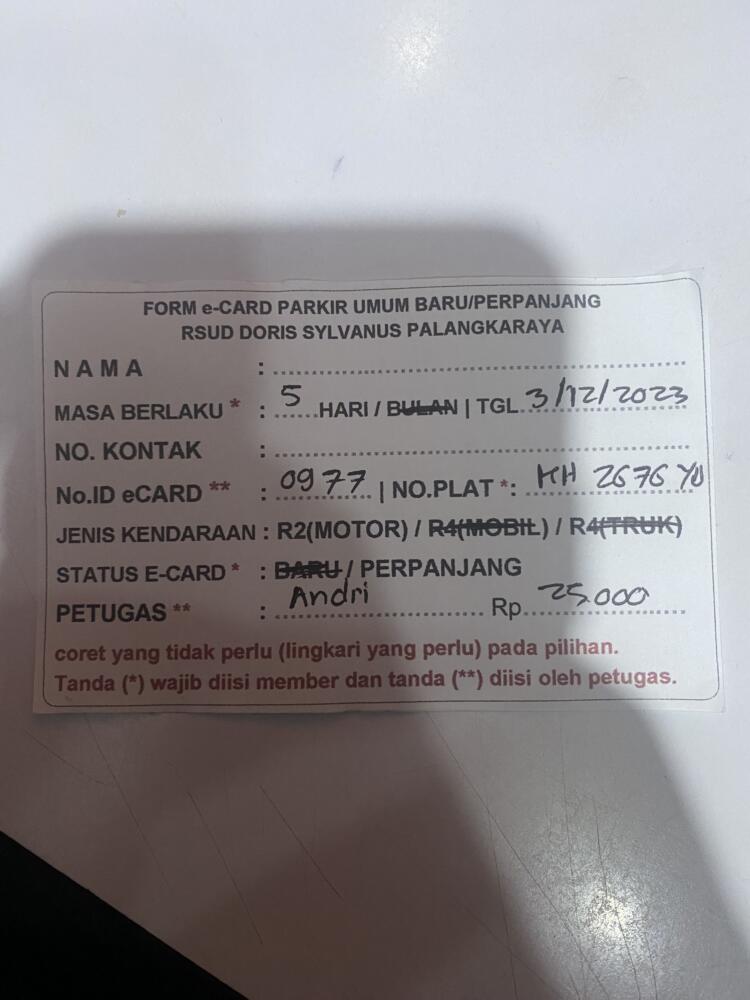 FORM e-CARD PARKIR UMUM BARU/PERPANJANG
RSUD DORIS SYLVANUS PALANGKARAYA
N A M A :
MASA BERLAKU * : 5 HARI / BULAN | TGL 3/12/2023
NO. KONTAK :
No.ID eCARD ** : 0977 | NO.PLAT *: KH 2676 YU
JENIS KENDARAAN : R2(MOTOR) / R4(MOBIL) / R4(TRUK)
STATUS E-CARD * : BARU / PERPANJANG
PETUGAS ** : Andri Rp 25.000
coret yang tidak perlu (lingkari yang perlu) pada pilihan.
Tanda (*) wajib diisi member dan tanda (**) diisi oleh petugas.